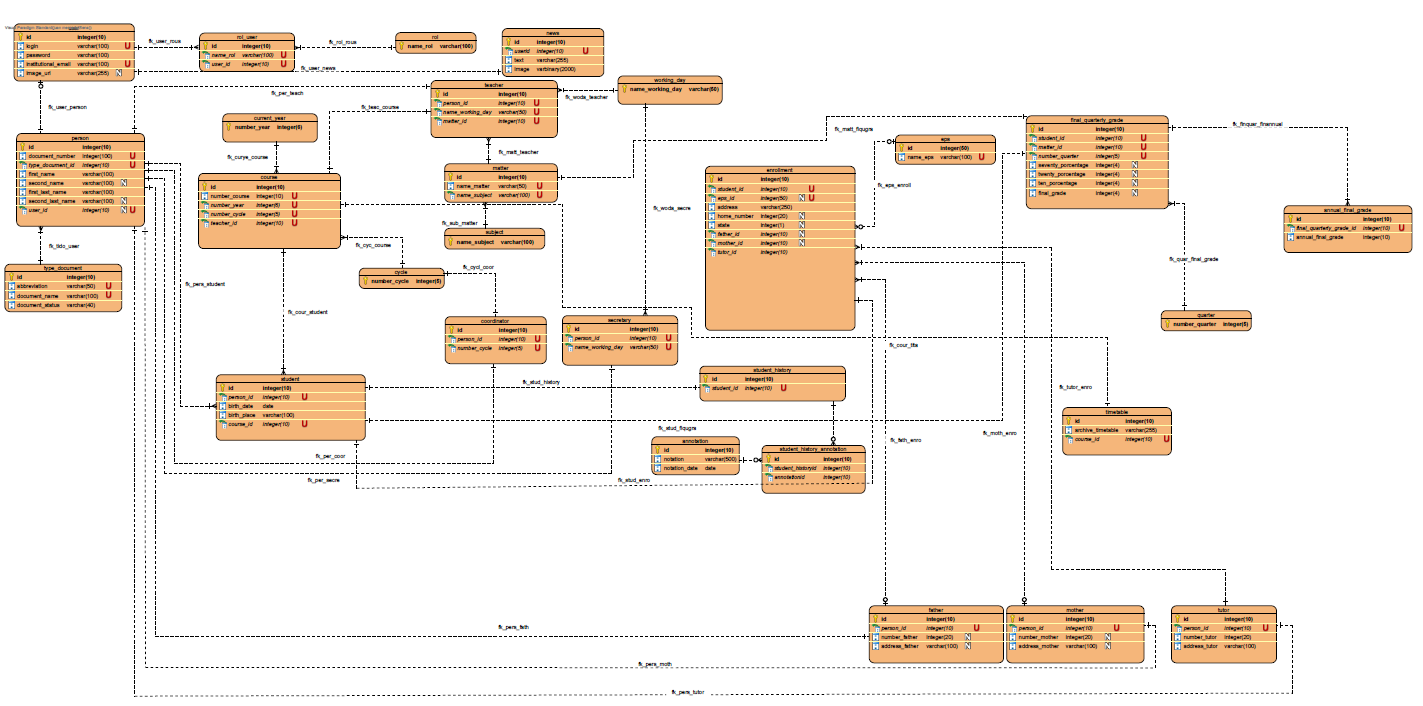 id integer(10)
login varchar(100) U
password varchar(100)
institutional_email varchar(100) U
image_url varchar(255) N
fk_user_rous
rol_user
id integer(10)
name_rol varchar(100) U
user_id integer(10) U
fk_rol_rous
rol
name_rol varchar(100)
news
id integer(10)
userid integer(10) U
text varchar(255)
image varbinary(2000)
fk_user_news
fk_user_person
fk_per_teach
teacher
id integer(10)
person_id integer(10) U
name_working_day varchar(50) U
matter_id integer(10) U
fk_teac_course
fk_woda_teacher
working_day
name_working_day varchar(50)
current_year
number_year integer(6)
fk_curye_course
fk_matt_teacher
fk_matt_fiqugrs
person
id integer(10)
document_number integer(100) U
type_document_id integer(10) U
first_name varchar(100)
second_name varchar(100) N
first_last_name varchar(100)
second_last_name varchar(100) N
user_id integer(10) N U
course
id integer(10)
number_course integer(10) U
number_year integer(6) U
number_cycle integer(5) U
teacher_id integer(10) U
matter
id integer(10)
name_matter varchar(50) U
name_subject varchar(100) U
fk_sub_matter
subject
name_subject varchar(100)
enrollment
id integer(10)
student_id integer(10) U
eps_id integer(50) N U
address varchar(250)
home_number integer(20) N
state integer(1) N
father_id integer(10) N
mother_id integer(10) N
tutor_id integer(10)
eps
id integer(50)
name_eps varchar(100) U
fk_eps_enroll
final_quarterly_grade
id integer(10)
student_id integer(10) U
matter_id integer(10) U
number_quarter integer(5) U
seventy_porcentage integer(4) N
twenty_porcentage integer(4) N
ten_porcentage integer(4) N
final_grade integer(4) N
fk_finquar_finannual
annual_final_grade
id integer(10)
final_quarterly_grade_id integer(10) U
annual_final_grade integer(10)
fk_quar_final_grade
quarter
number_quarter integer(5)
fk_woda_secre
fk_tido_user
type_document
id integer(10)
abbreviation varchar(50) U
document_name varchar(100) U
document_status varchar(40)
fk_pers_student
fk_cyc_course
cycle
number_cycle integer(5)
fk_cycl_coor
fk_cour_student
coordinator
id integer(10)
person_id integer(10) U
number_cycle integer(5) U
secretary
id integer(10)
person_id integer(10) U
name_working_day varchar(50) U
fk_cour_tita
student
id integer(10)
person_id integer(10) U
birth_date date
birth_place varchar(100)
course_id integer(10) U
fk_stud_history
student_history
id integer(10)
student_id integer(10) U
fk_tutor_enro
timetable
id integer(10)
archive_timetable varchar(255)
course_id integer(10) U
fk_stud_fiqugrs
fk_moth_enro
fk_fath_enro
annotation
id integer(10)
notation varchar(500)
notation_date date
student_history_annotation
id integer(10)
student_historyid integer(10)
annotationid integer(10)
fk_per_coor
fk_per_secre
fk_stud_enro
father
id integer(10)
person_id integer(10) U
number_father integer(20) N
address_father varchar(100) N
mother
id integer(10)
person_id integer(10) U
number_mother integer(20) N
address_mother varchar(100) N
tutor
id integer(10)
person_id integer(10) U
number_tutor integer(20)
address_tutor varchar(100)
fk_pers_fath
fk_pers_moth
fk_pers_tutor